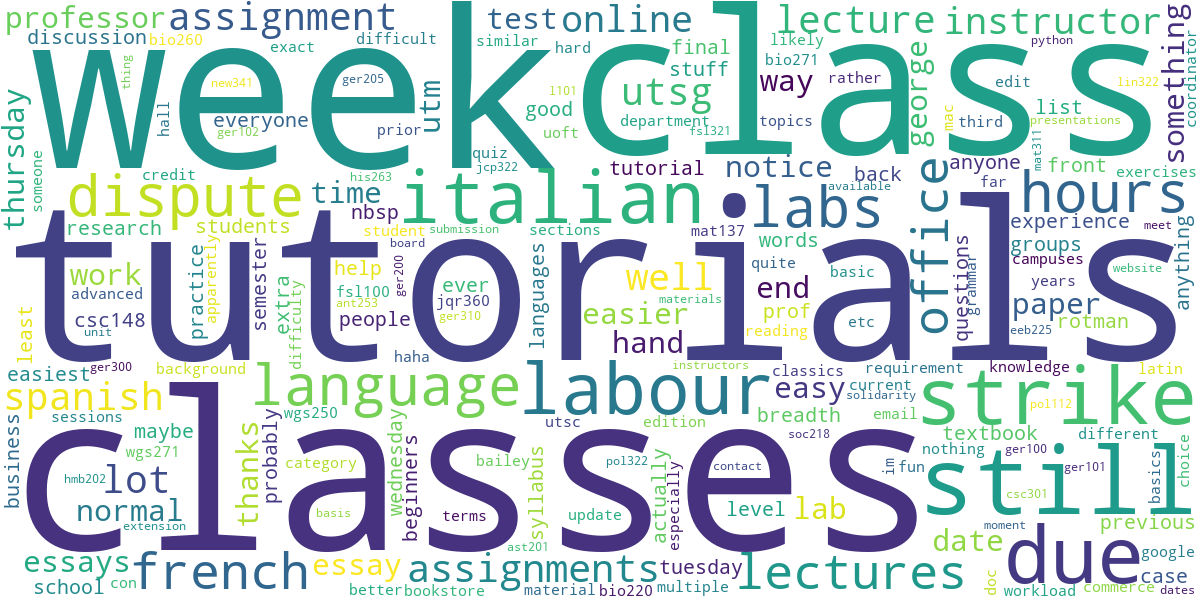 professor
assignment
test
online
lecture
instructor
something
coordinator
discussion
bio260
exact
difficult
similar
hard
final
stuff
likely
bio271
python
lin322
week
class
thing
new341
ger205
l101
way
rather
george
edit
mac
third
list
thursday
hall
everyone
ger102
utm
prior
good
uoft
utsg
department
fsl321
topics
presentations
mat311
exercises
quiz
jcp322
someone
credit
his263
tutorial
notice
back
anyone
far
front
dispute
time
italian
labs
available
office
hours
research
students
nbsp
student
submission
sections
mat137
words
experience
meet
groups
campuses
anything
tutorials
board
work
advanced
practice
apparently
semester
help
ger200
ever
languages
quite
basic
questions
grammar
years
website
csc148
unit
extra
difficulty
fsl100
ant253
people
jqr360
ger310
well
materials
easier
hand
end
prof
reading
etc
paper
eeb225
rotman
least
easiest
ger300
background
haha
instructors
classics
requirement
knowledge
latin
spanish
language
labour
easy
current
solidarity
email
breadth
pol112
strike
sessions
wgs250
utsc
edition
textbook
different
choice
business
maybe
wgs271
thanks
probably
category
wednesday
beginners
bailey
syllabus
pol322
actually
especially
soc218
contact
im
fun
nothing
ger100
ger101
basics
classes
hmb202
lot
normal
extension
basis
terms
update
level
lab
csc301
still
previous
ast201
essays
school
con
french
essay
assignments
better
bookstore
material
bio220
tuesday
multiple
lectures
date
moment
doc
due
workload
google
case
commerce
dates